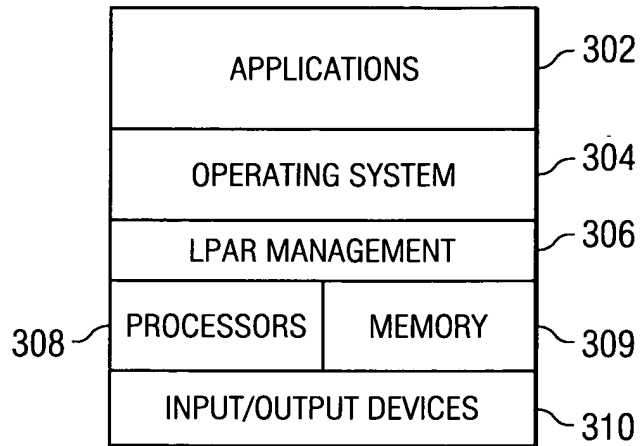 APPLICATIONS 302
OPERATING SYSTEM 304
LPAR MANAGEMENT 306
308 PROCESSORS MEMORY 309
INPUT/OUTPUT DEVICES 310